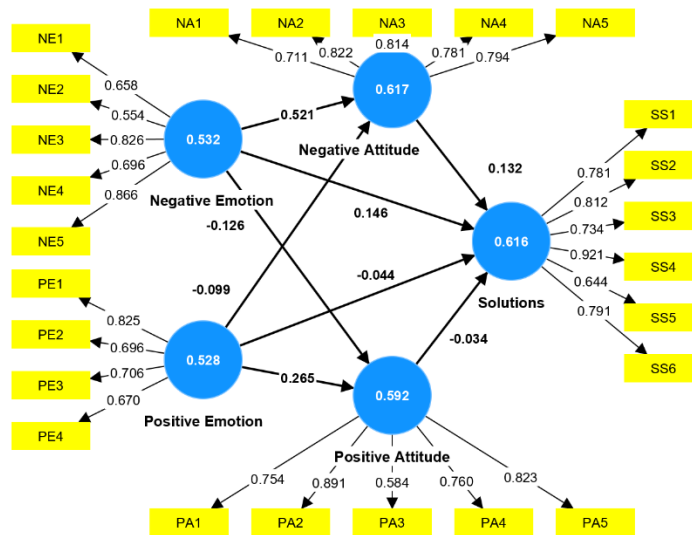 NA1 NA2 NA3 NA4 NA5
NE1
0.711 0.822 0.814 0.781 0.794
0.658
NE2
0.617
0.554
0.521
SS1
NE3
0.826
0.532
Negative Attitude
0.781
SS2
0.696
0.132
0.812
NE4
0.866
Negative Emotion
0.146
0.734
SS3
-0.126
0.616
0.921
NE5
SS4
0.644
PE1
-0.044
Solutions
0.791
SS5
-0.099
0.825
-0.034
PE2
0.696
0.528
SS6
0.706
0.265
0.592
PE3
0.670
PE4
Positive Emotion
Positive Attitude
0.754 0.891 0.584 0.760 0.823
PA1 PA2 PA3 PA4 PA5